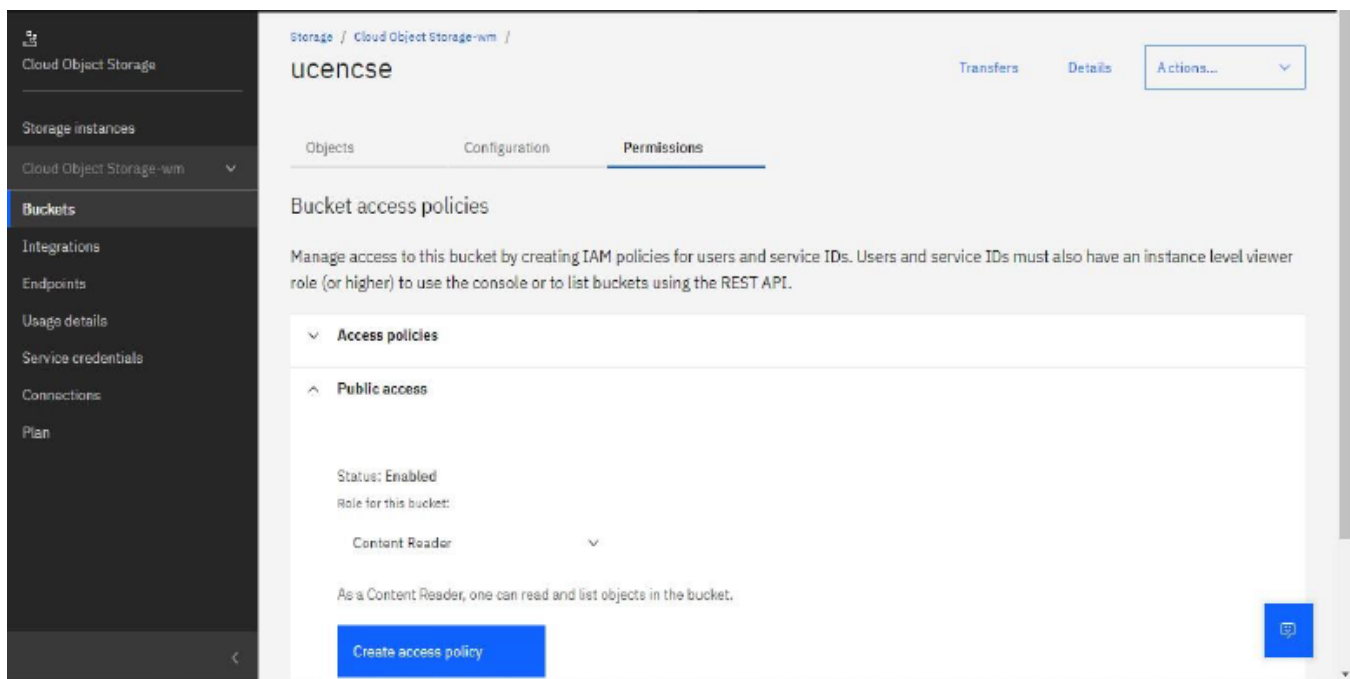 Cloud Object Storage
Storage instances
Cloud Object Storage-wm
Buckets
Integrations
Endpoints
Usage details
Service credentials
Connections
Plan
Storage / Cloud Object Storage-wm /
ucencse
Transfers Details Actions...
Objects Configuration Permissions
Bucket access policies
Manage access to this bucket by creating IAM policies for users and service IDs. Users and service IDs must also have an instance level viewer
role (or higher) to use the console or to list buckets using the REST API.
Access policies
Public access
Status: Enabled
Role for this bucket:
Content Reader
As a Content Reader, one can read and list objects in the bucket.
Create access policy